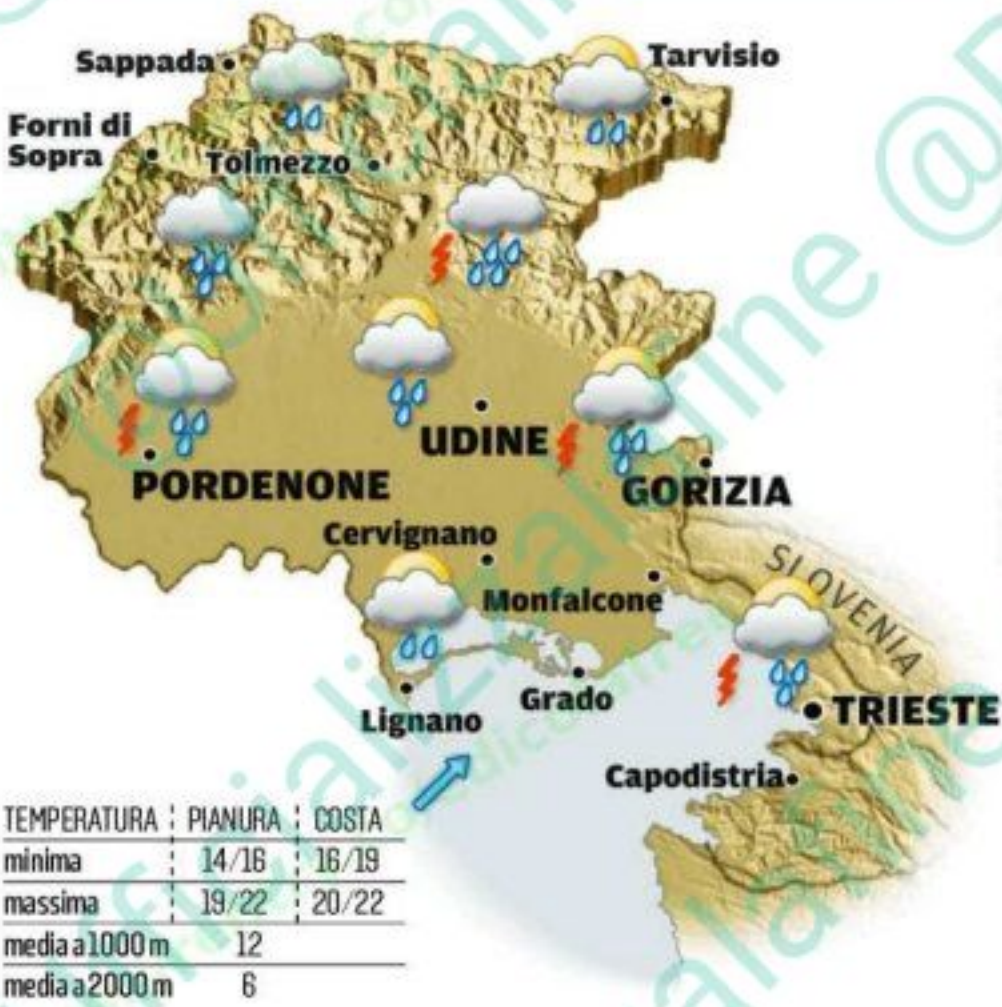 Sappada
Tarvisio
Forni di
Sopra
Tolmezzo
UDINE
PORDENONE
GORIZIA
Cervignano
SLOVENIA
Monfalcone
Grado
Lignano
TRIESTE
Capodistria
TEMPERATURA PIANURA COSTA
minima 14/16 16/19
massima 19/22 20/22
media a 1000 m 12
media a 2000 m 6